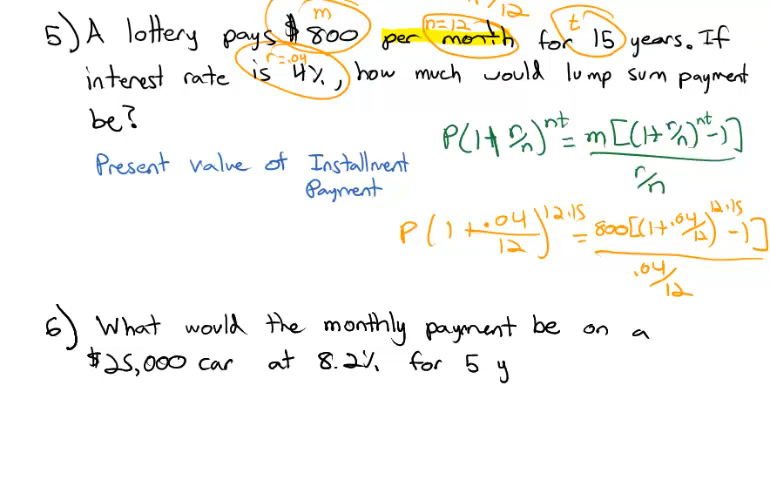 m n=12 12 t
5) A lottery pays $800 per month for 15 years. If
r=.04
interest rate is 4%, how much would lump sum payment
be?
Present value of Installment
Payment
P(1+r/n)^nt = m[(1+r/n)^nt-1)]
r/n
P(1+.04/12)^12.15 = 800[(1+.04/12)^12.15-1)]
.04/12
6) What would the monthly payment be on a
$25,000 car at 8.2% for 5 y